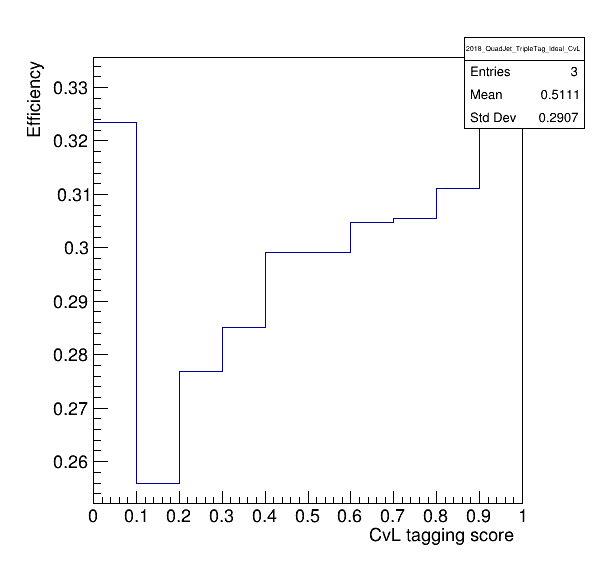 2018_QuadJet_TripleTag_Ideal_CvL
Entries 3
Mean 0.5111
Std Dev 0.2907
Efficiency
0.33
0.32
0.31
0.3
0.29
0.28
0.27
0.26
0 0.1 0.2 0.3 0.4 0.5 0.6 0.7 0.8 0.9 1
CvL tagging score